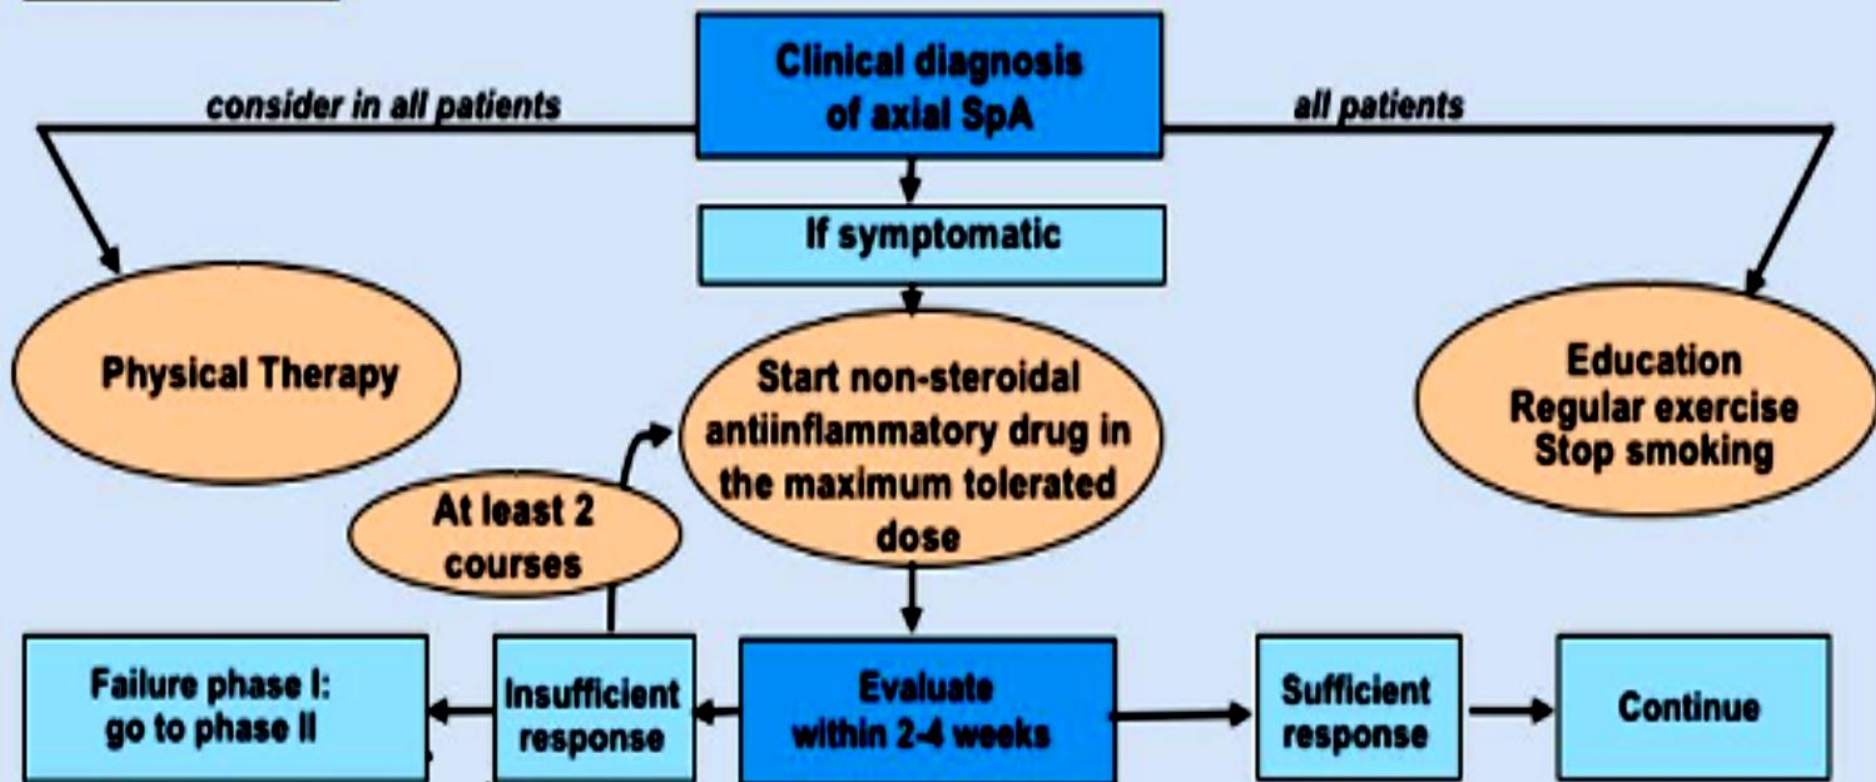 Clinical diagnosis
of axial SpA
consider in all patients
all patients
If symptomatic
Physical Therapy
Start non-steroidal
antiinflammatory drug in
the maximum tolerated
dose
Education
Regular exercise
Stop smoking
At least 2
courses
Failure phase I:
go to phase II
Insufficient
response
Evaluate
within 2-4 weeks
Sufficient
response
Continue